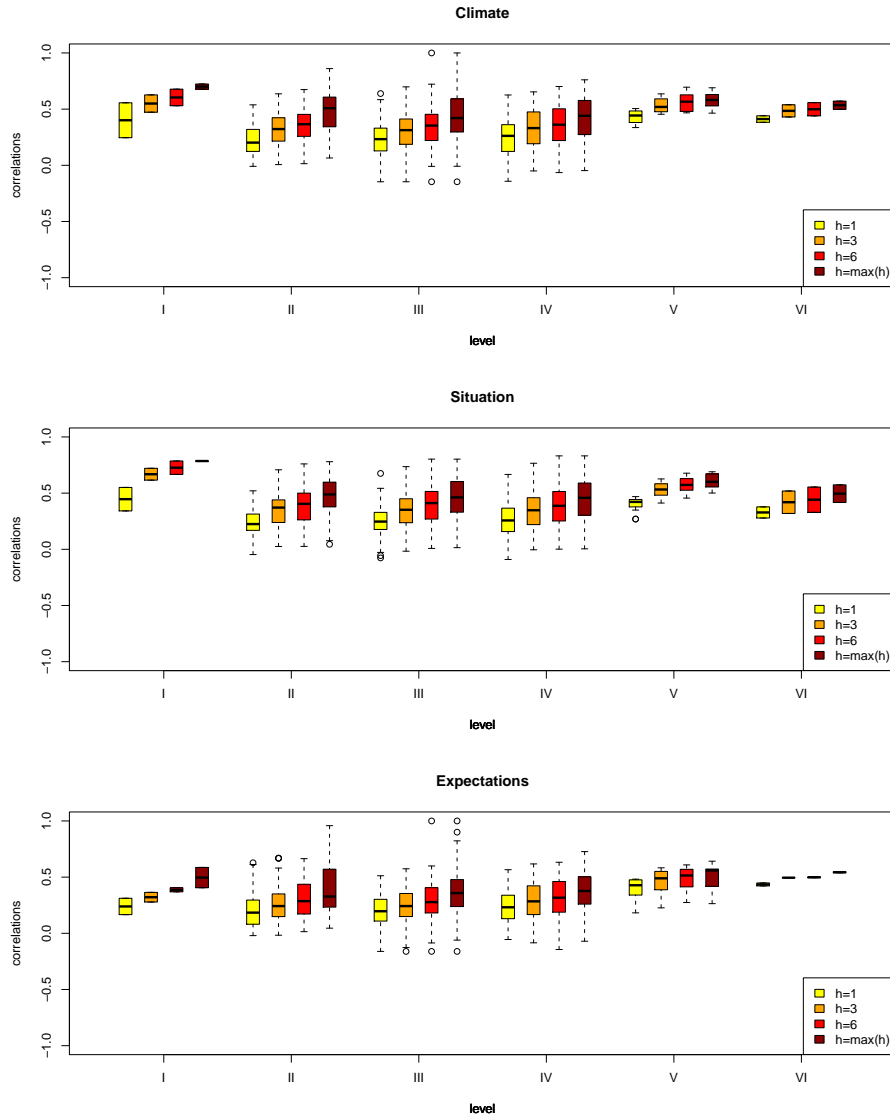 Climate
1.0
0.5
0.0
−0.5
−1.0
correlations
I II III IV V VI
level
h=1
h=3
h=6
h=max(h)
Situation
1.0
0.5
0.0
−0.5
−1.0
correlations
I II III IV V VI
level
h=1
h=3
h=6
h=max(h)
Expectations
1.0
0.5
0.0
−0.5
−1.0
correlations
I II III IV V VI
level
h=1
h=3
h=6
h=max(h)